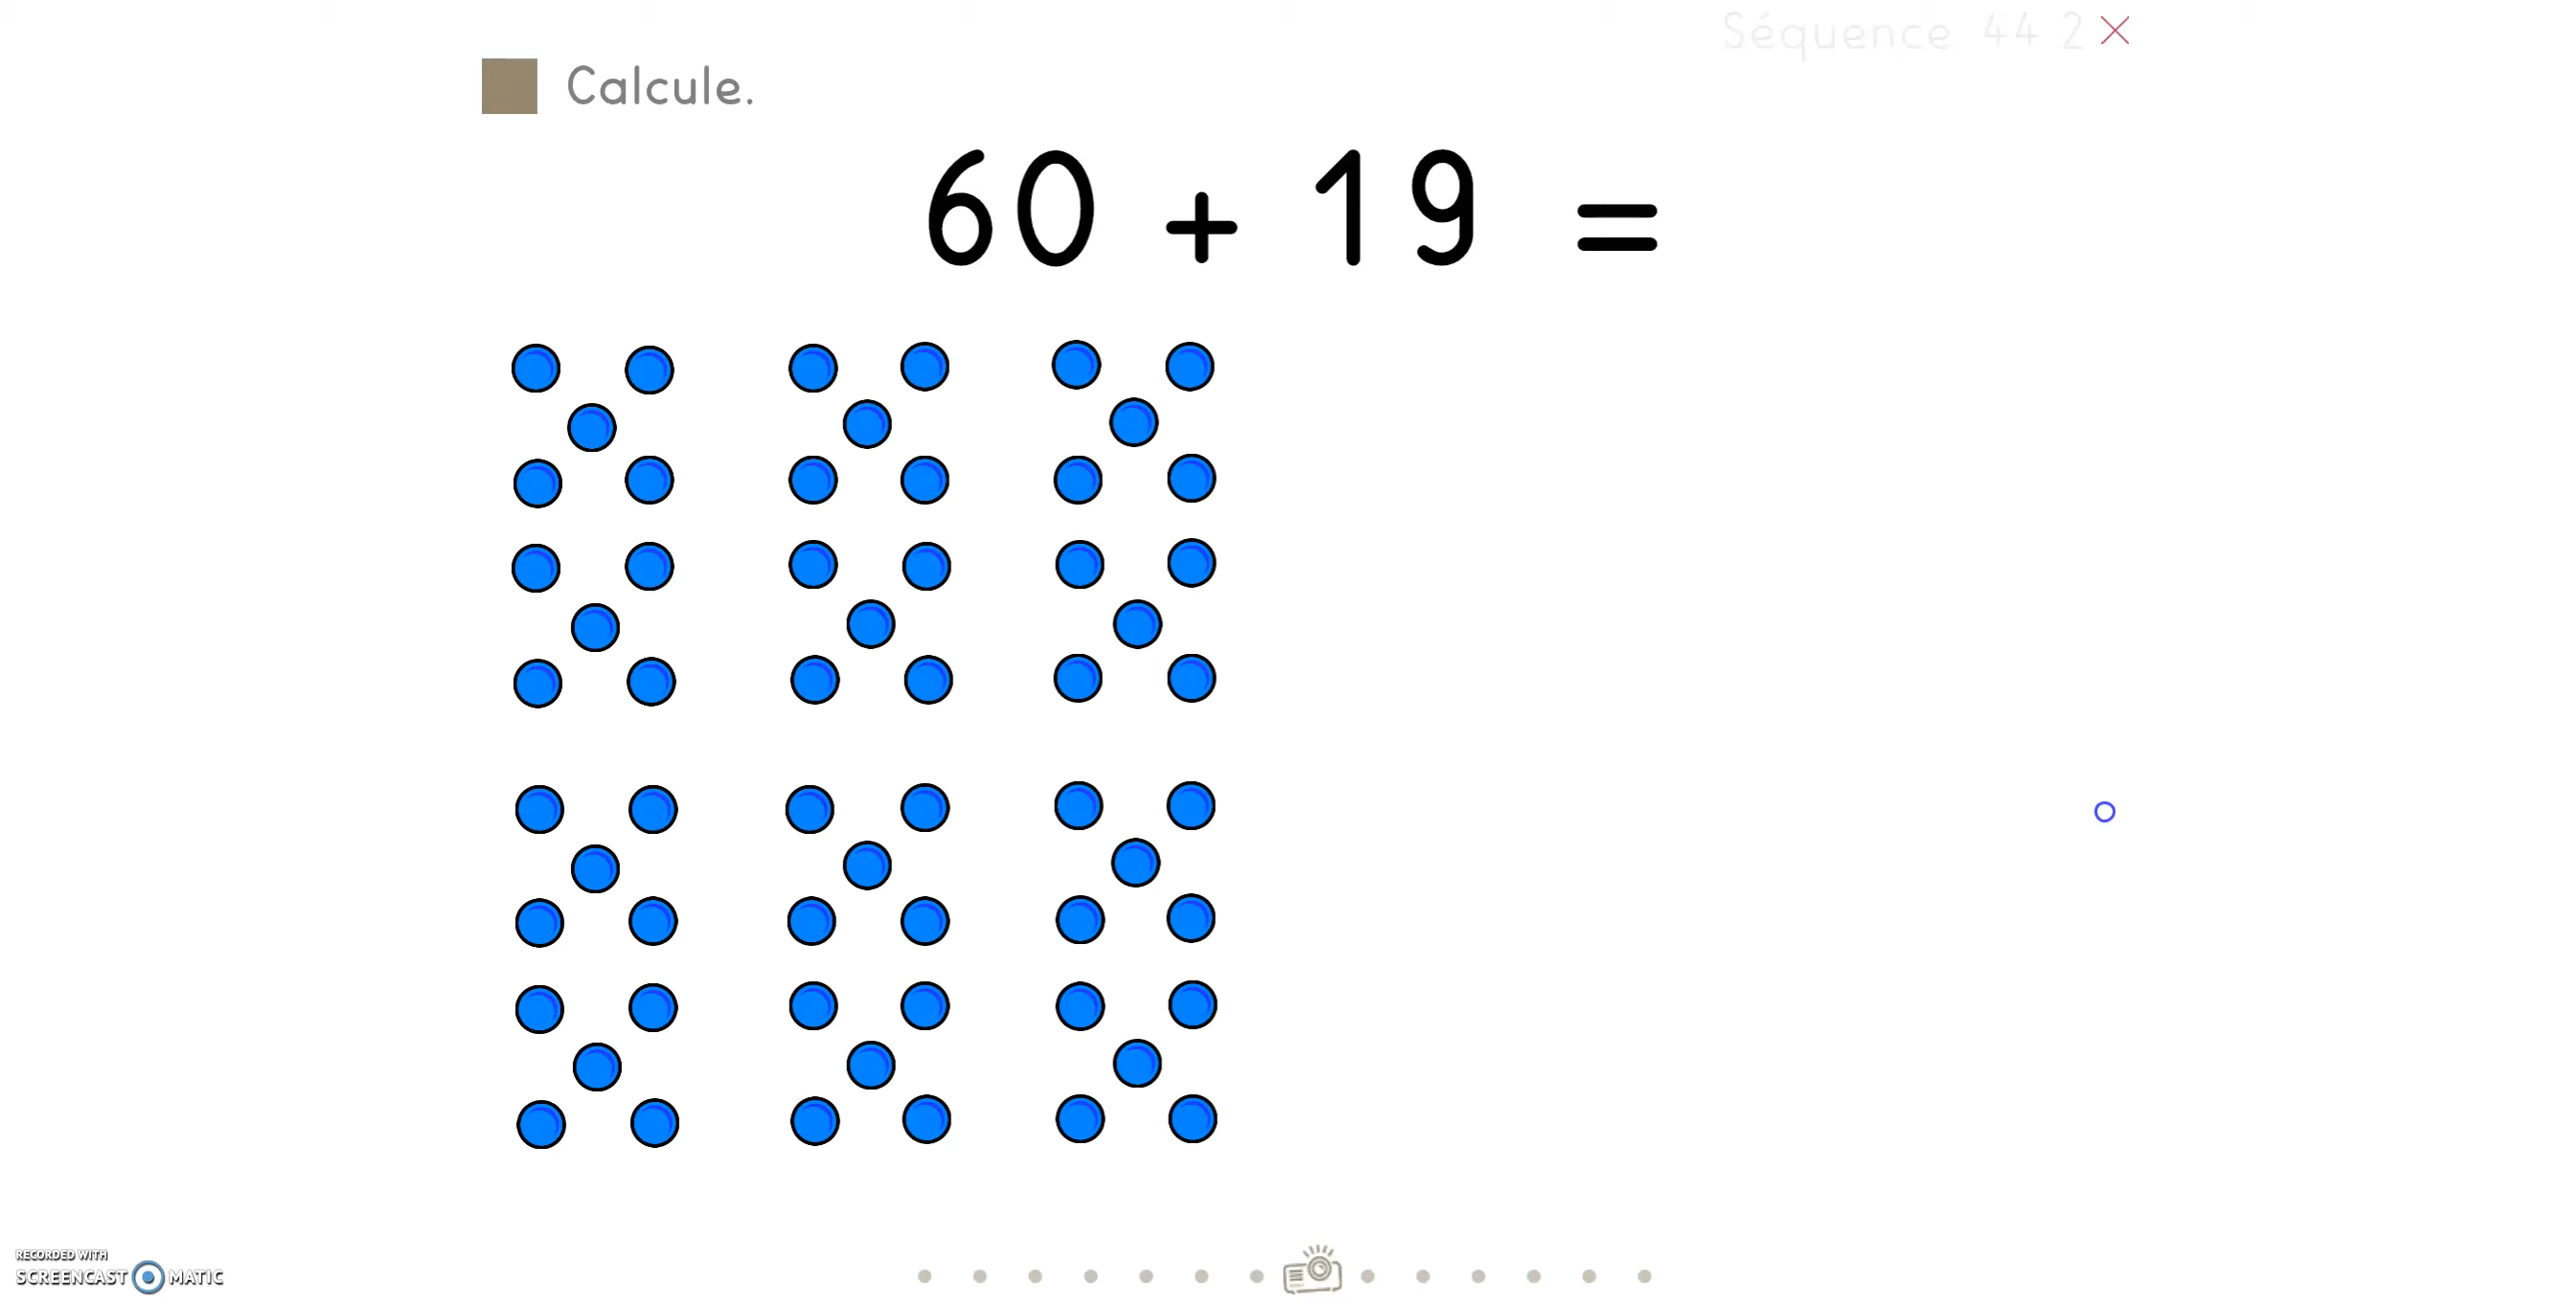 Séquence 44 2
Calcule.
60 + 19 =
RECORDED WITH
SCREENCAST MATIC